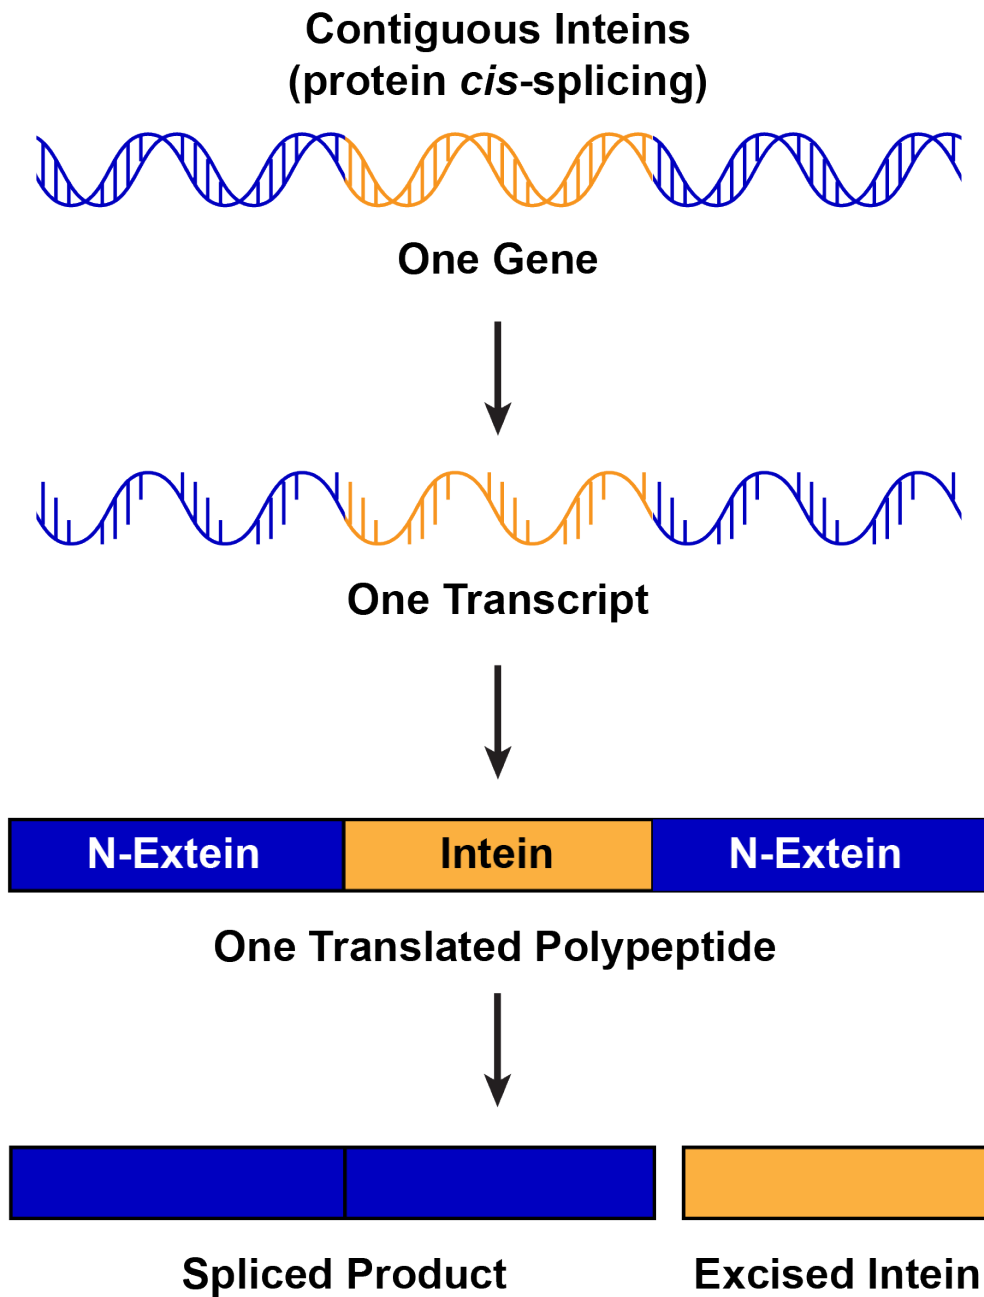 Contiguous Inteins
(protein cis-splicing)
One Gene
One Transcript
N-Extein Intein N-Extein
One Translated Polypeptide
Spliced Product Excised Intein